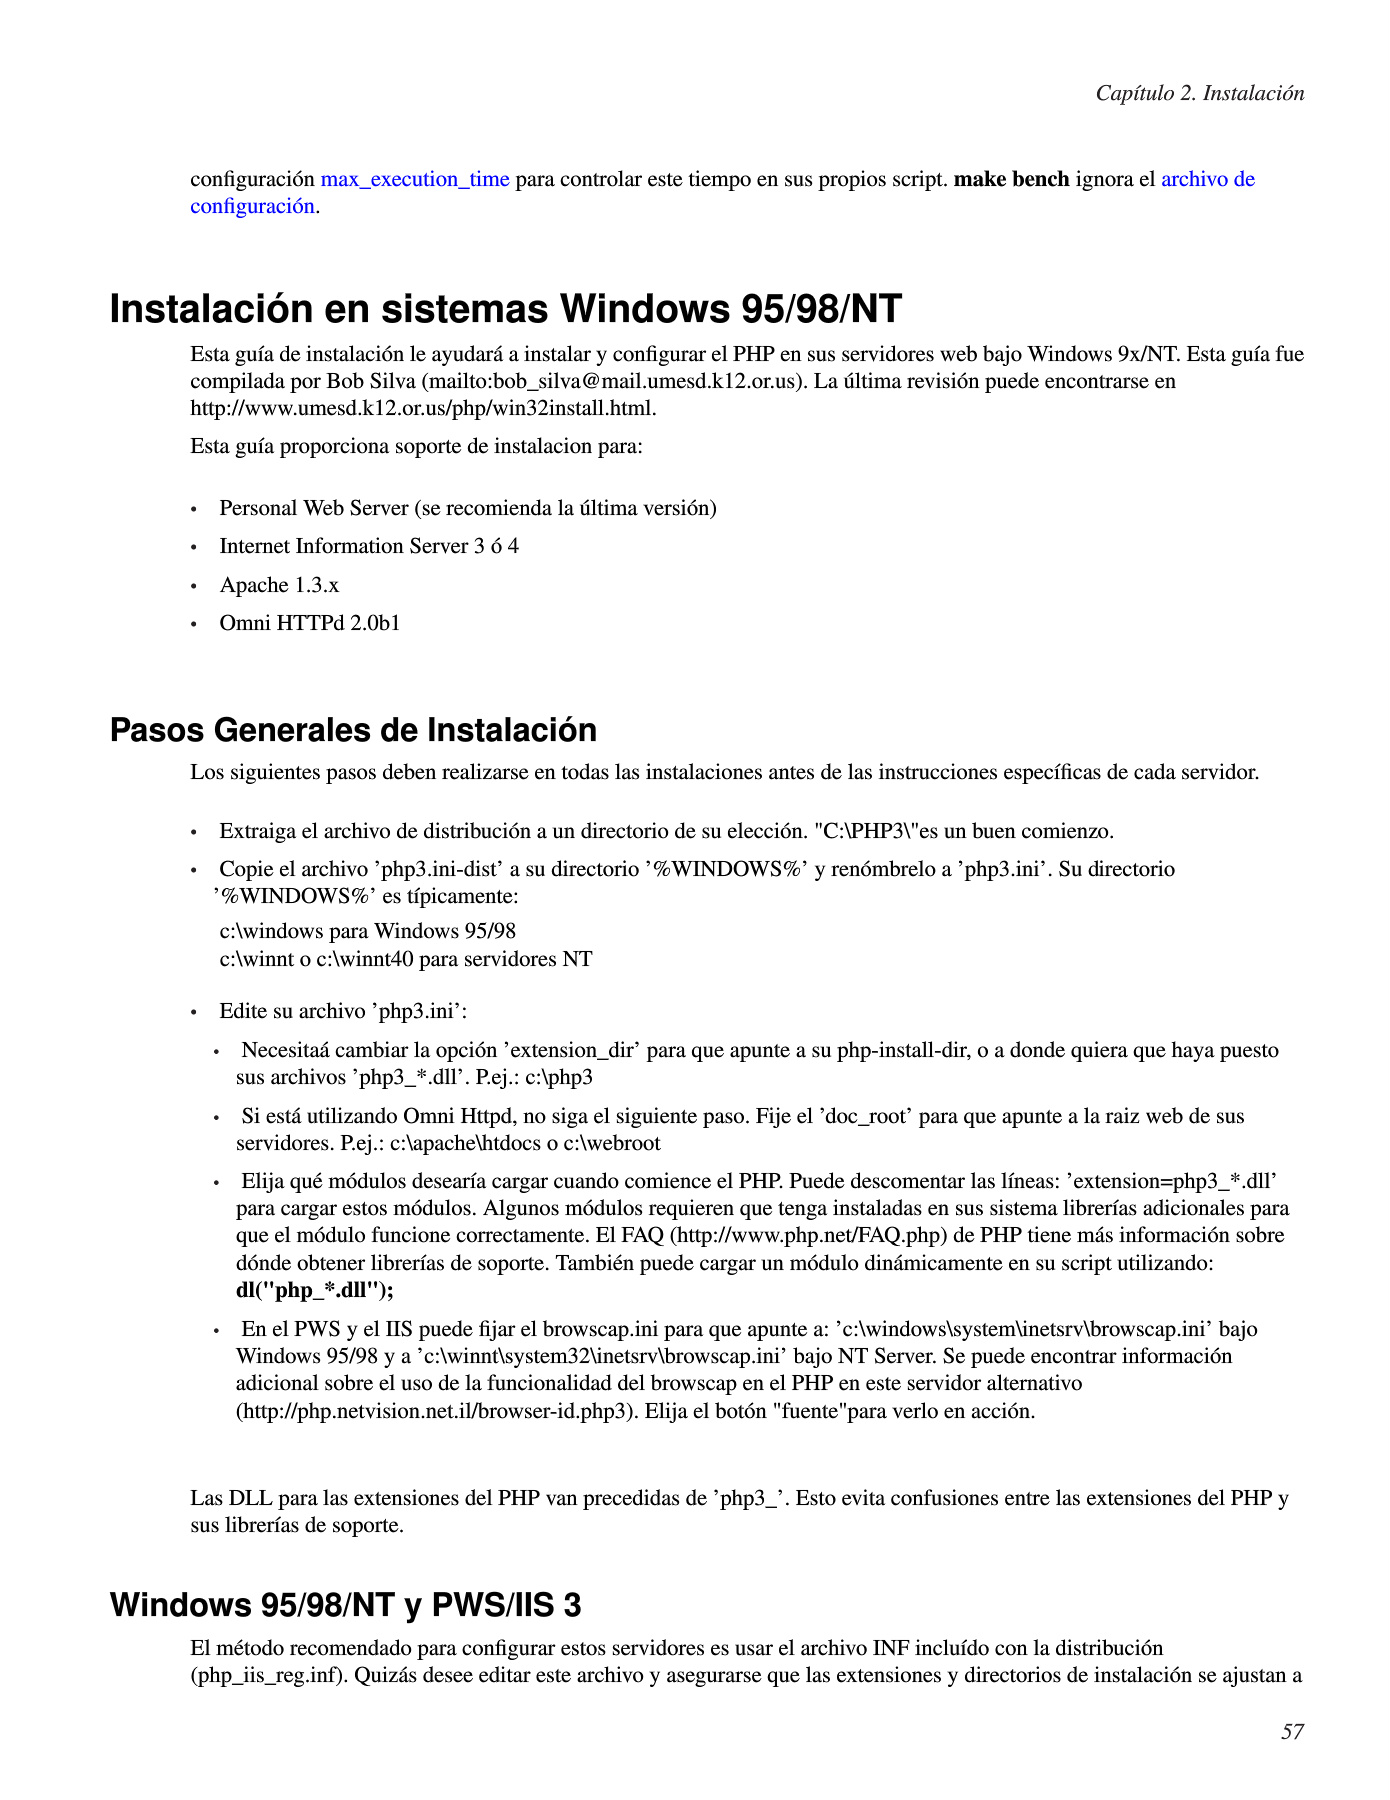 Capítulo 2. Instalación
configuración max_execution_time para controlar este tiempo en sus propios script. make bench ignora el archivo de
configuración.
Instalación en sistemas Windows 95/98/NT
Esta guía de instalación le ayudará a instalar y configurar el PHP en sus servidores web bajo Windows 9x/NT. Esta guía fue
compilada por Bob Silva (mailto:bob_silva@mail.umesd.k12.or.us). La última revisión puede encontrarse en
http://www.umesd.k12.or.us/php/win32install.html.
Esta guía proporciona soporte de instalacion para:
• Personal Web Server (se recomienda la última versión)
• Internet Information Server 3 ó 4
• Apache 1.3.x
• Omni HTTPd 2.0b1
Pasos Generales de Instalación
Los siguientes pasos deben realizarse en todas las instalaciones antes de las instrucciones específicas de cada servidor.
• Extraiga el archivo de distribución a un directorio de su elección. "C:\PHP3\"es un buen comienzo.
• Copie el archivo ’php3.ini-dist’ a su directorio ’%WINDOWS%’ y renómbrelo a ’php3.ini’. Su directorio
’%WINDOWS%’ es típicamente:
c:\windows para Windows 95/98
c:\winnt o c:\winnt40 para servidores NT
• Edite su archivo ’php3.ini’:
• Necesitaá cambiar la opción ’extension_dir’ para que apunte a su php-install-dir, o a donde quiera que haya puesto
sus archivos ’php3_*.dll’. P.ej.: c:\php3
• Si está utilizando Omni Httpd, no siga el siguiente paso. Fije el ’doc_root’ para que apunte a la raiz web de sus
servidores. P.ej.: c:\apache\htdocs o c:\webroot
• Elija qué módulos desearía cargar cuando comience el PHP. Puede descomentar las líneas: ’extension=php3_*.dll’
para cargar estos módulos. Algunos módulos requieren que tenga instaladas en sus sistema librerías adicionales para
que el módulo funcione correctamente. El FAQ (http://www.php.net/FAQ.php) de PHP tiene más información sobre
dónde obtener librerías de soporte. También puede cargar un módulo dinámicamente en su script utilizando:
dl("php_*.dll");
• En el PWS y el IIS puede fijar el browscap.ini para que apunte a: ’c:\windows\system\inetsrv\browscap.ini’ bajo
Windows 95/98 y a ’c:\winnt\system32\inetsrv\browscap.ini’ bajo NT Server. Se puede encontrar información
adicional sobre el uso de la funcionalidad del browscap en el PHP en este servidor alternativo
(http://php.netvision.net.il/browser-id.php3). Elija el botón "fuente"para verlo en acción.
Las DLL para las extensiones del PHP van precedidas de ’php3_’. Esto evita confusiones entre las extensiones del PHP y
sus librerías de soporte.
Windows 95/98/NT y PWS/IIS 3
El método recomendado para configurar estos servidores es usar el archivo INF incluído con la distribución
(php_iis_reg.inf). Quizás desee editar este archivo y asegurarse que las extensiones y directorios de instalación se ajustan a
57